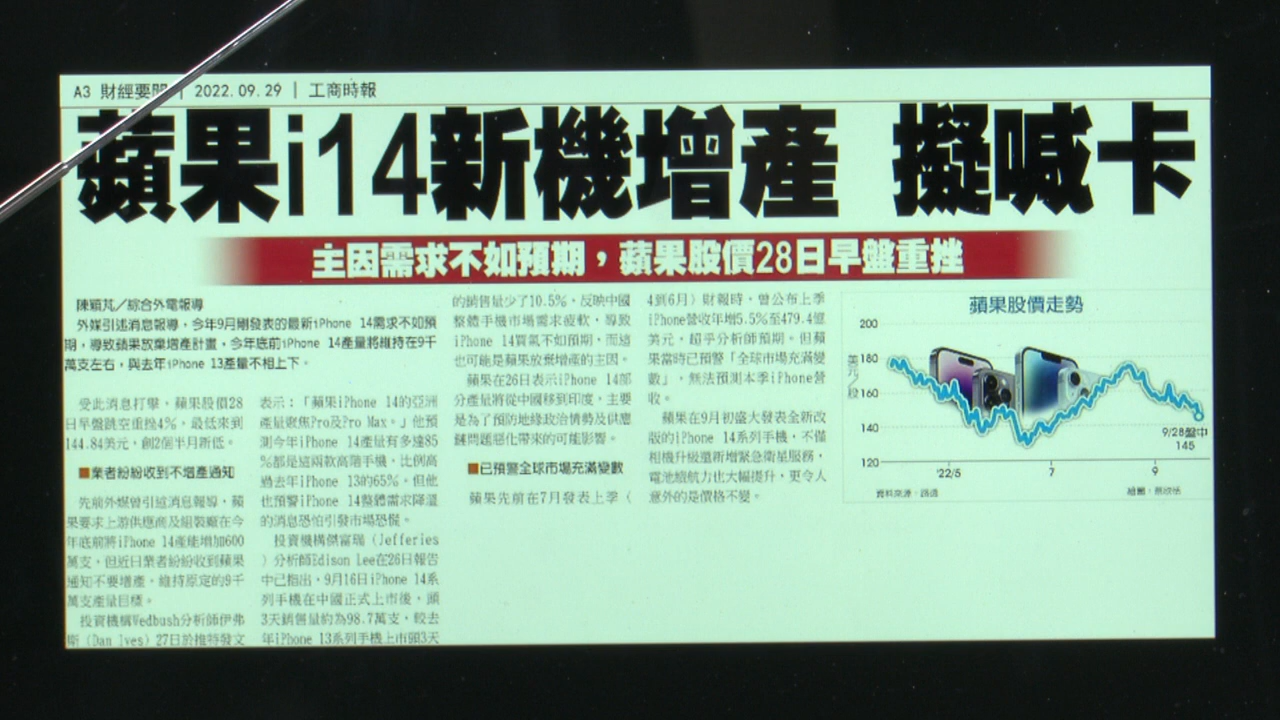 A3 財經要聞 | 2022.09.29 | 工商時報
蘋果i14新機增產 擬喊卡
主因需求不如預期，蘋果股價28日早盤重挫
陳穎芃／綜合外電報導
外媒引述消息報導，今年9月剛發表的最新iPhone 14需求不如預
期，導致蘋果放棄增產計畫，今年底前iPhone 14產量將維持在9千
萬支左右，與去年iPhone 13產量不相上下。
受此消息打擊，蘋果股價28
日早盤跳空重挫4%，最低來到
144.84美元，創2個半月新低。
■業者紛紛收到不增產通知
先前外媒曾引述消息報導，蘋
果要求上游供應商及組裝廠在今
年底前將iPhone 14產能增加600
萬支，但近日業者紛紛收到蘋果
通知不要增產，維持原定的9千
萬支產量目標。
投資機構Wedbush分析師伊弗
斯（Dan Ives）27日於推特發文
表示：「蘋果iPhone 14的亞洲
產量聚焦Pro及Pro Max。」他預
測今年iPhone 14產量有多達85
%都是這兩款高階手機，比例高
過去年iPhone 13的65%。但他
也預警iPhone 14整體需求降溫
的消息恐怕引發市場恐慌。
投資機構傑富瑞（Jefferies
）分析師Edison Lee在26日報告
中已指出，9月16日iPhone 14系
列手機在中國正式上市後，頭
3天銷售量約為98.7萬支，較去
年iPhone 13系列手機上市頭3天
的銷售量少了10.5%，反映中國
整體手機市場需求疲軟，導致
iPhone 14買氣不如預期，而這
也可能是蘋果放棄增產的主因。
蘋果在26日表示iPhone 14部
分產量將從中國移到印度，主要
是為了預防地緣政治情勢及供應
鏈問題惡化帶來的可能影響。
■已預警全球市場充滿變數
蘋果先前在7月發表上季（
4到6月）財報時，曾公布上季
iPhone營收年增5.5%至479.4億
美元，超乎分析師預期。但蘋
果當時已預警「全球市場充滿變
數」，無法預測本季iPhone營
收。
蘋果在9月初盛大發表全新改
版的iPhone 14系列手機，不僅
相機升級還新增緊急衛星服務，
電池續航力也大幅提升，更令人
意外的是價格不變。
蘋果股價走勢
美元／股
200
180
160
140
120
'22/5
7
9
9/28盤中
145
資料來源：路透
繪圖：